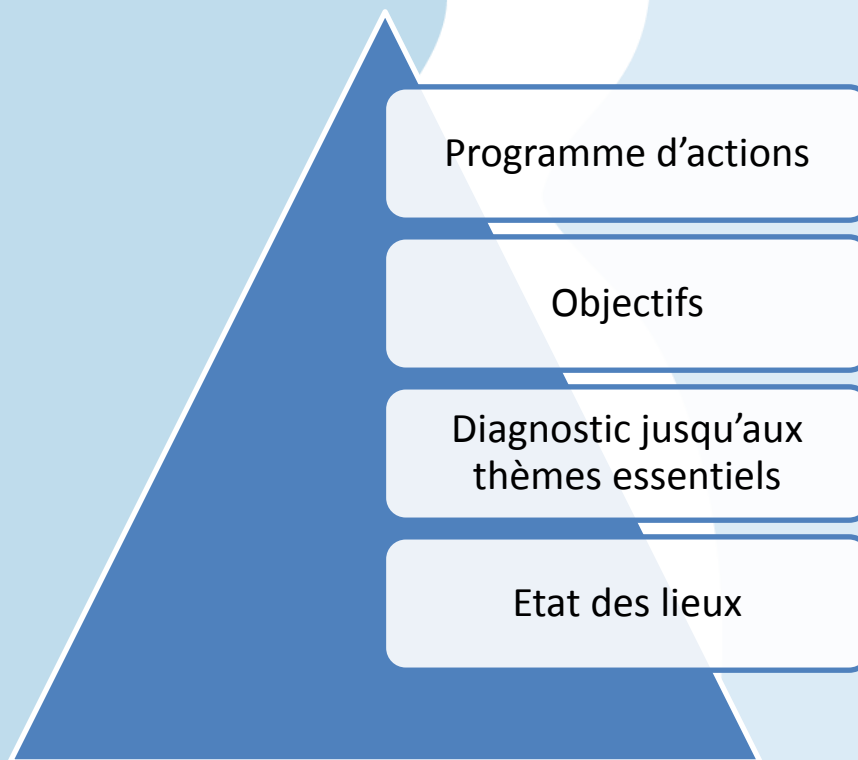 Programme d’actions
Objectifs
Diagnostic jusqu’aux
thèmes essentiels
Etat des lieux